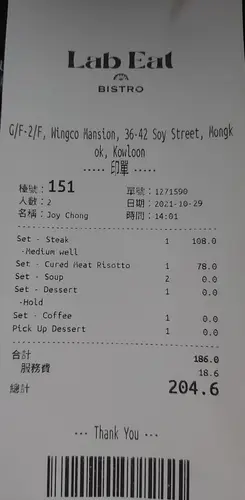 Lab Eat
BISTRO
G/F-2/F, Wingco Mansion, 36-42 Soy Street, Mongk
ok, Kowloon
····· 印單 ·····
檯號：151 單號：1271590
人數：2 日期：2021-10-29
名稱：Joy Chong 時間：14:01
Set - Steak 1 108.0
-Medium well
Set - Cured Meat Risotto 1 78.0
Set - Soup 2 0.0
Set - Dessert 1 0.0
-Hold
Set - Coffee 1 0.0
Pick Up Dessert 1 0.0
合計 186.0
服務費 18.6
總計 204.6
··· Thank You ···